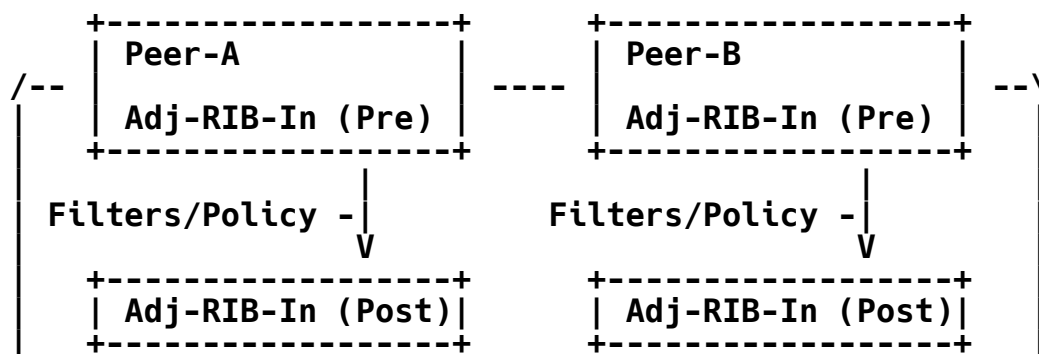 Peer-A Peer-B
Adj-RIB-In (Pre) Adj-RIB-In (Pre)
Filters/Policy - Filters/Policy -
V V
Adj-RIB-In (Post) Adj-RIB-In (Post)